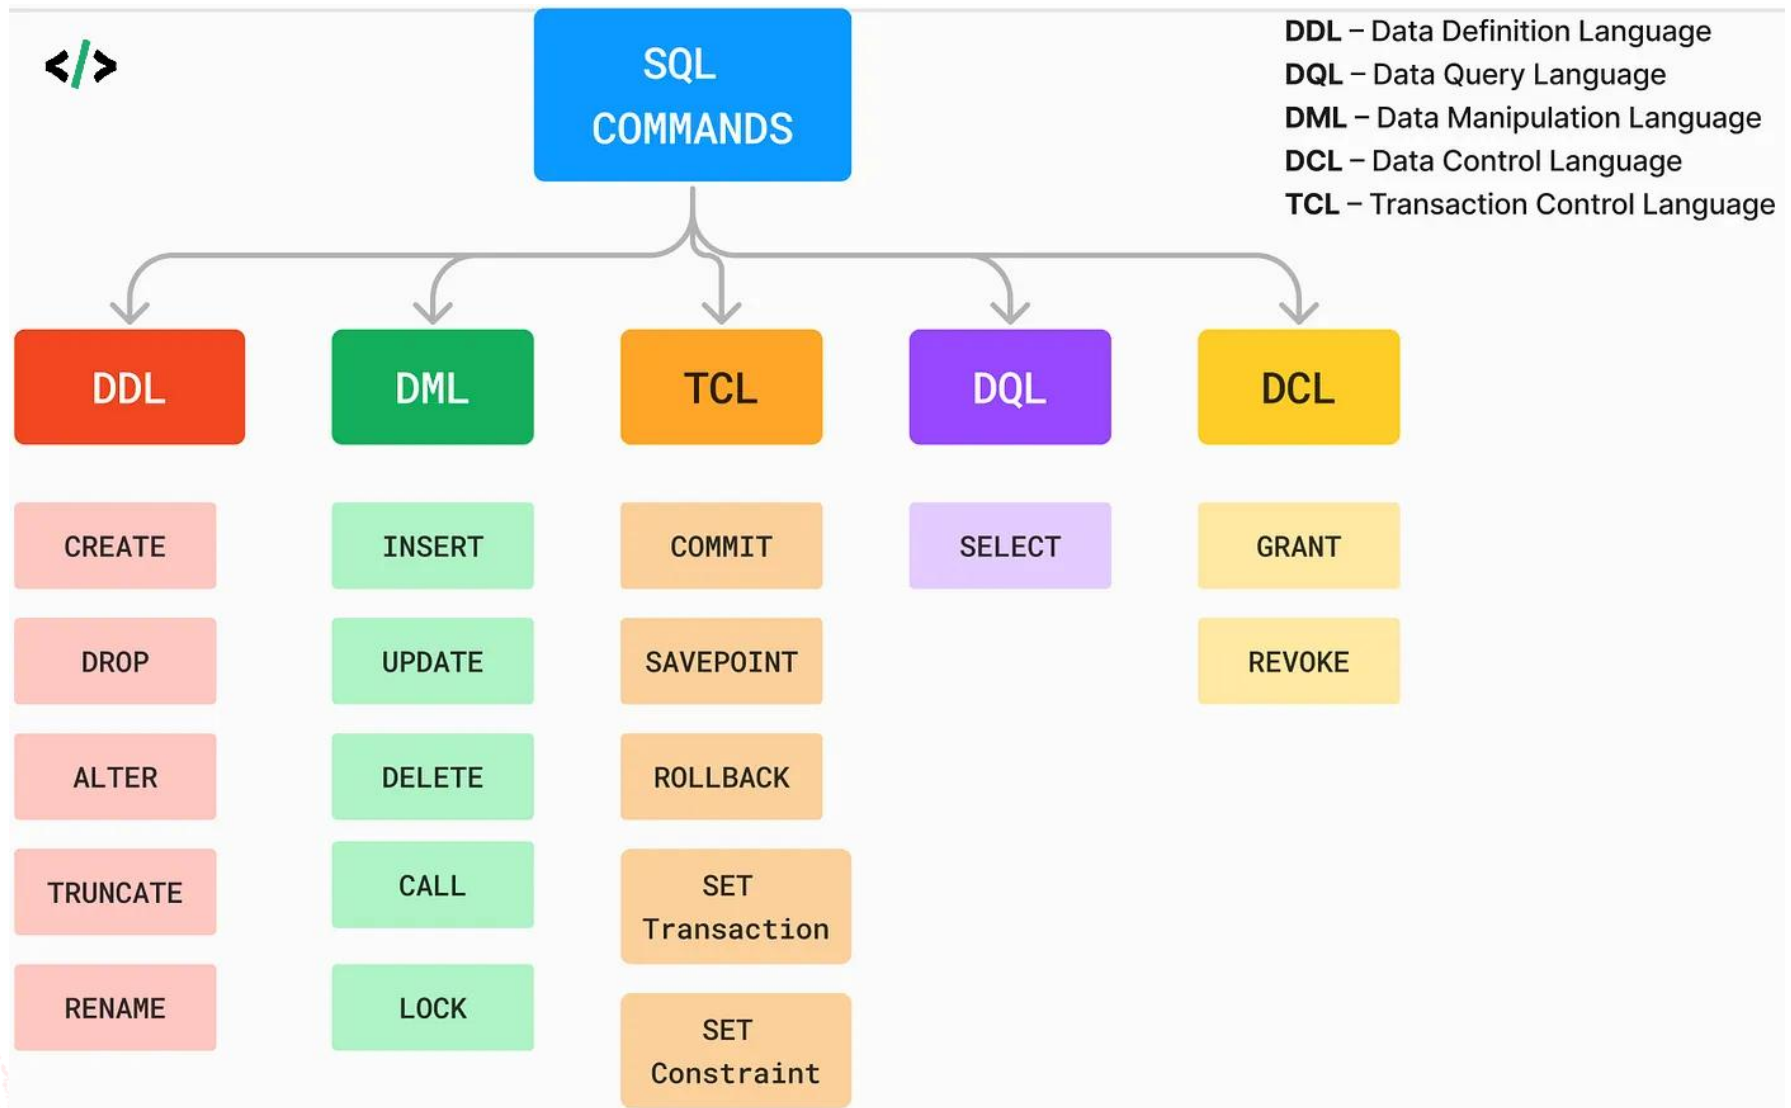 </>
SQL
COMMANDS
DDL – Data Definition Language
DQL – Data Query Language
DML – Data Manipulation Language
DCL – Data Control Language
TCL – Transaction Control Language
DDL
DML
TCL
DQL
DCL
CREATE
INSERT
COMMIT
SELECT
GRANT
DROP
UPDATE
SAVEPOINT
REVOKE
ALTER
DELETE
ROLLBACK
TRUNCATE
CALL
SET
Transaction
RENAME
LOCK
SET
Constraint